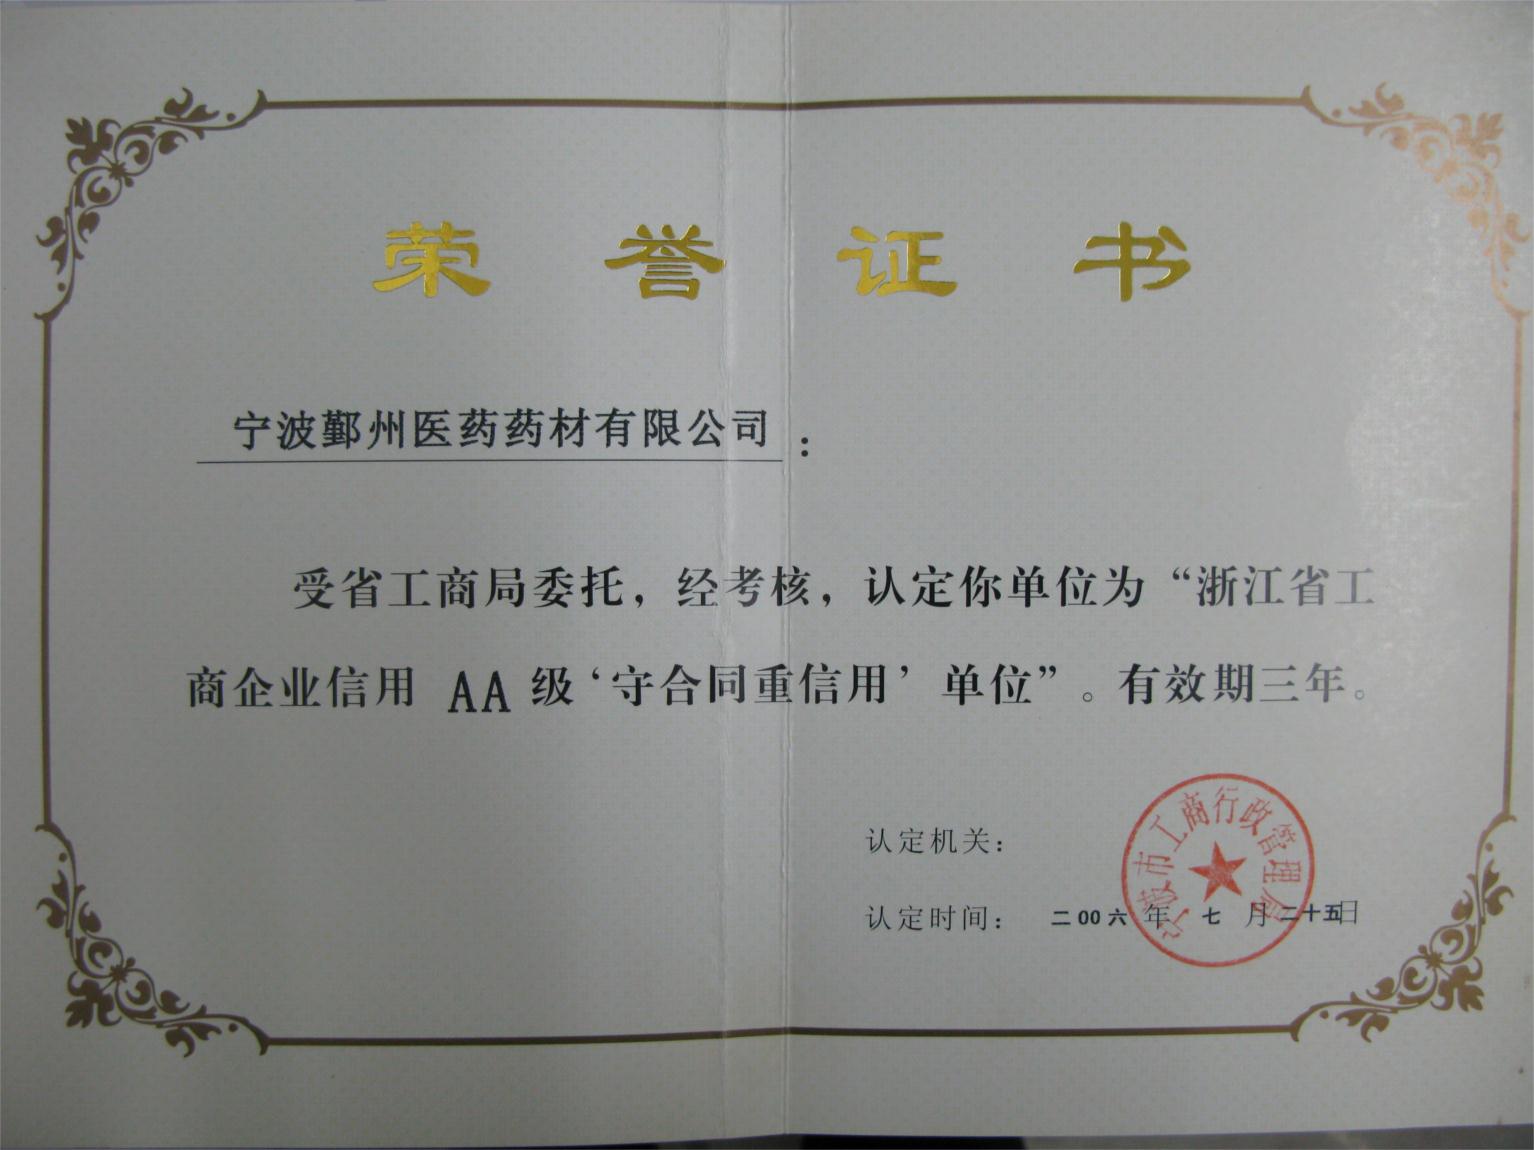 荣誉证书
宁波鄞州医药药材有限公司：
受省工商局委托，经考核，认定你单位为“浙江省工
商企业信用 AA 级‘守合同重信用’单位”。有效期三年。
认定机关：
宁波市工商行政管理局
认定时间：二00六年七月二十五日